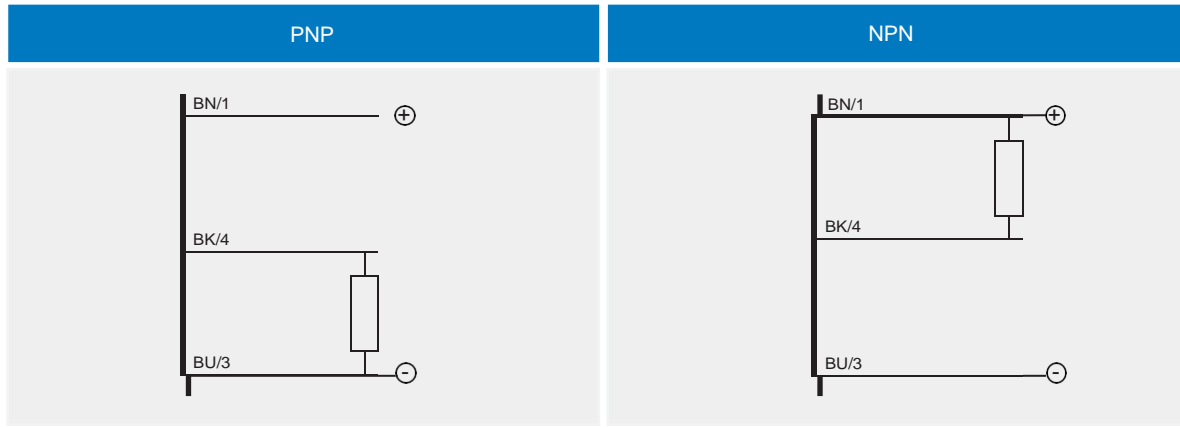 PNP
NPN
BN/1
+
BK/4
BU/3
-
BN/1
+
BK/4
BU/3
-